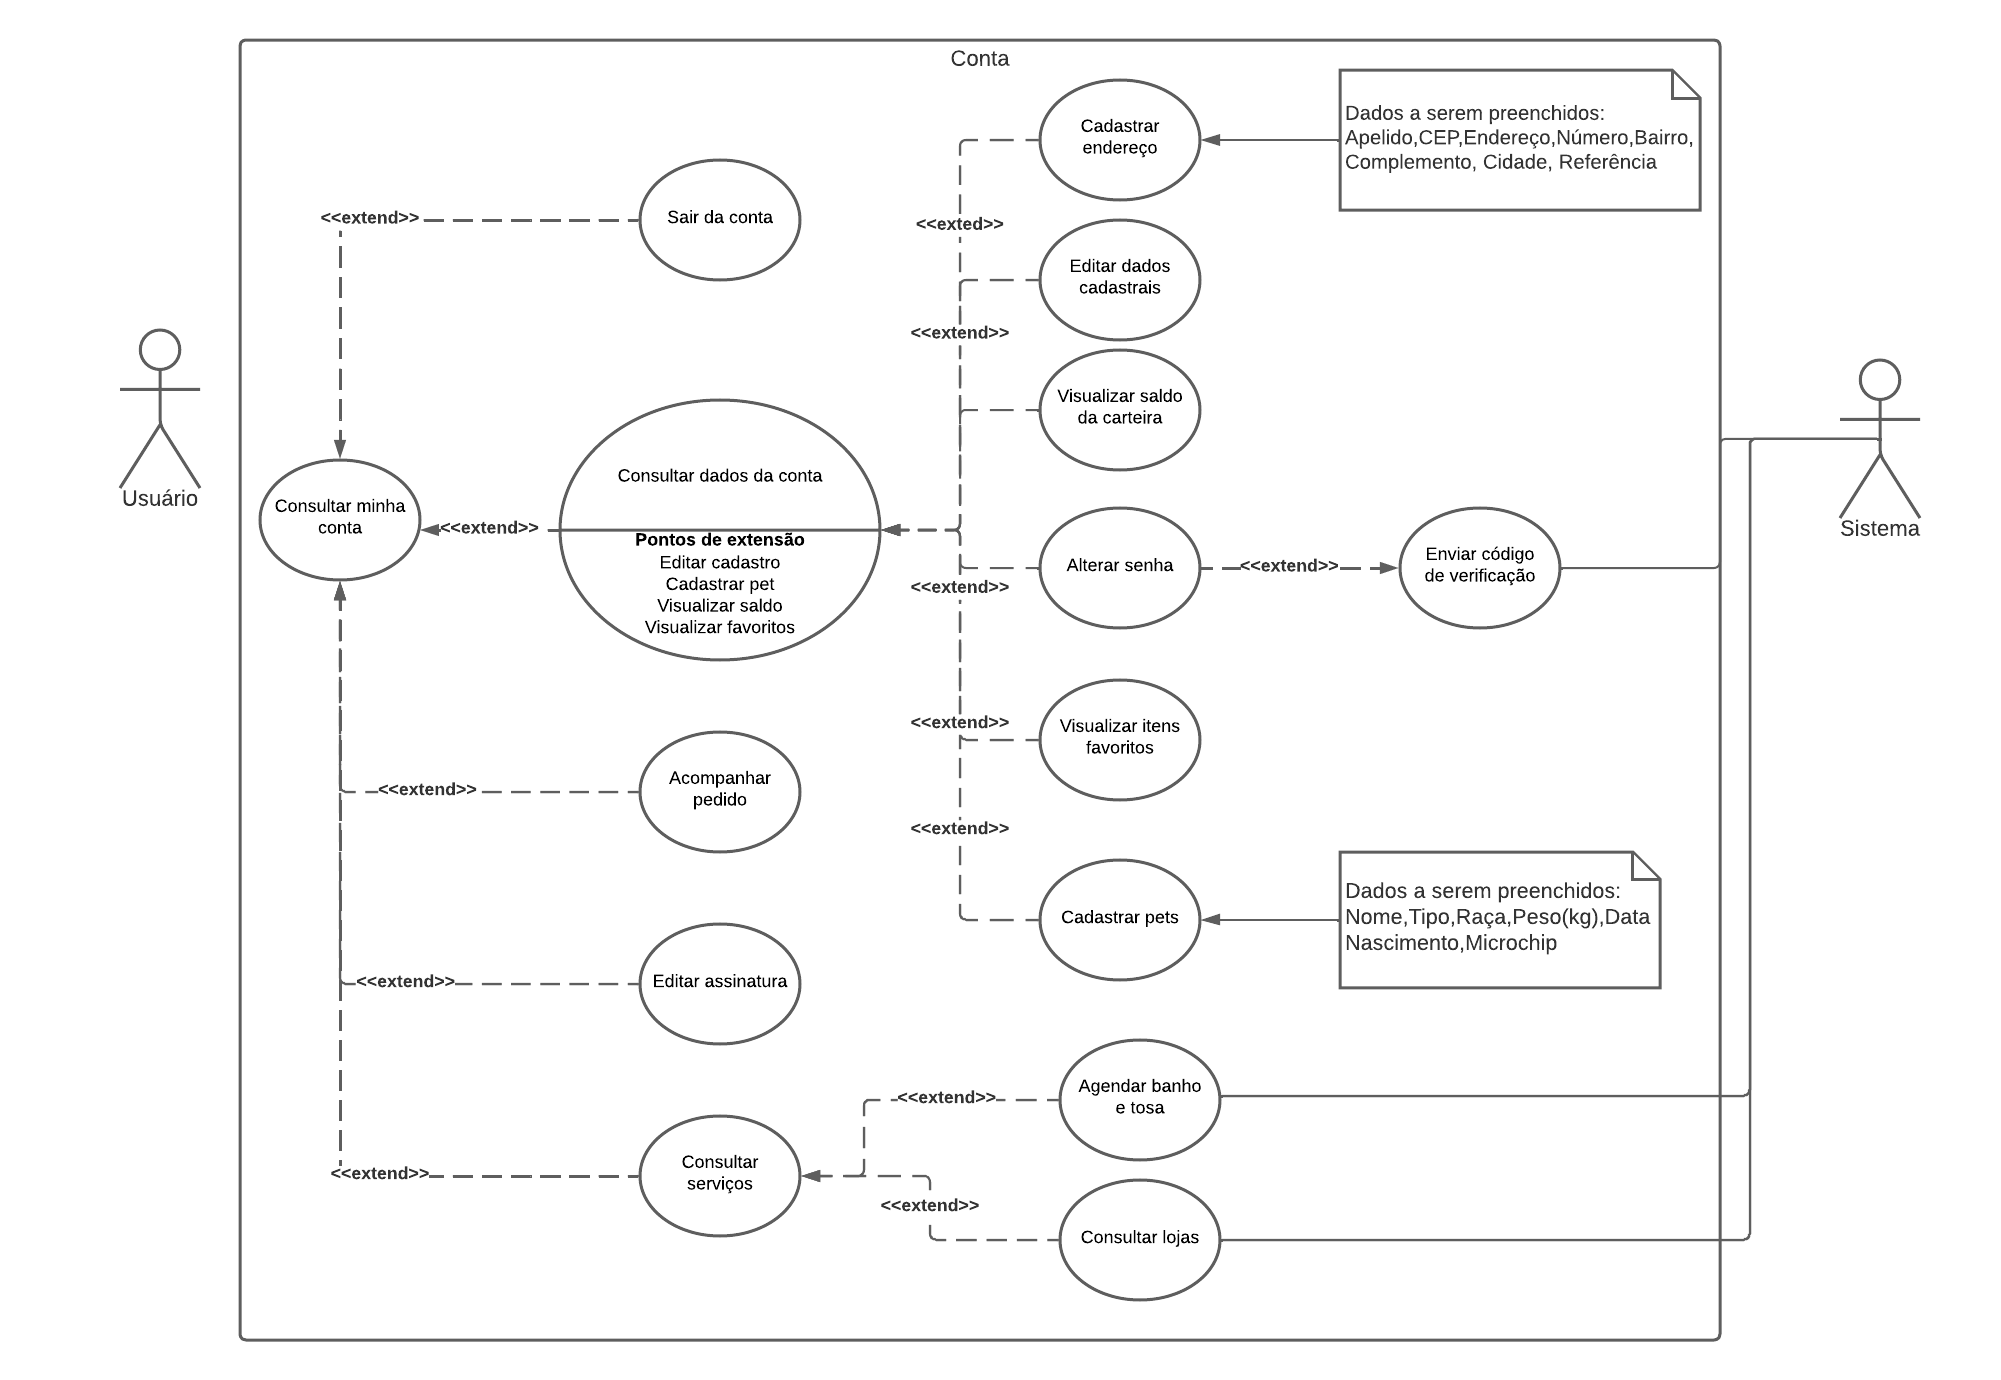 Conta
Cadastrar
endereço
Dados a serem preenchidos:
Apelido,CEP,Endereço,Número,Bairro,
Complemento, Cidade, Referência
<<extend>>
Sair da conta
<<exted>>
Editar dados
cadastrais
<<extend>>
Visualizar saldo
da carteira
Usuário
Consultar minha
conta
<<extend>>
Consultar dados da conta
Pontos de extensão
Editar cadastro
Cadastrar pet
Visualizar saldo
Visualizar favoritos
<<extend>>
Alterar senha
<<extend>>
Enviar código
de verificação
Sistema
<<extend>>
Visualizar itens
favoritos
<<extend>>
Acompanhar
pedido
<<extend>>
Cadastrar pets
Dados a serem preenchidos:
Nome,Tipo,Raça,Peso(kg),Data
Nascimento,Microchip
<<extend>>
Editar assinatura
<<extend>>
Agendar banho
e tosa
<<extend>>
Consultar
serviços
<<extend>>
Consultar lojas